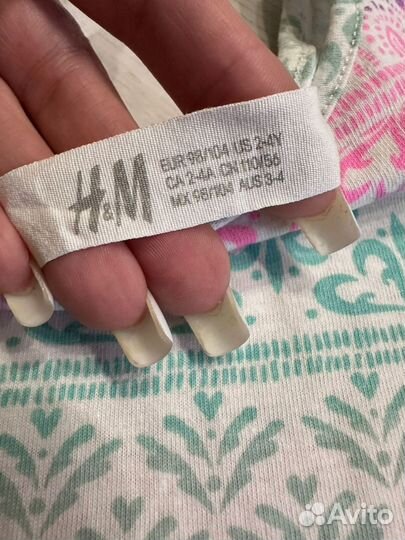 H&M
EUR 98/104 US 2-4Y
CA 2-4A CN 110/56
MX 98/104 AUS 3-4
Avito